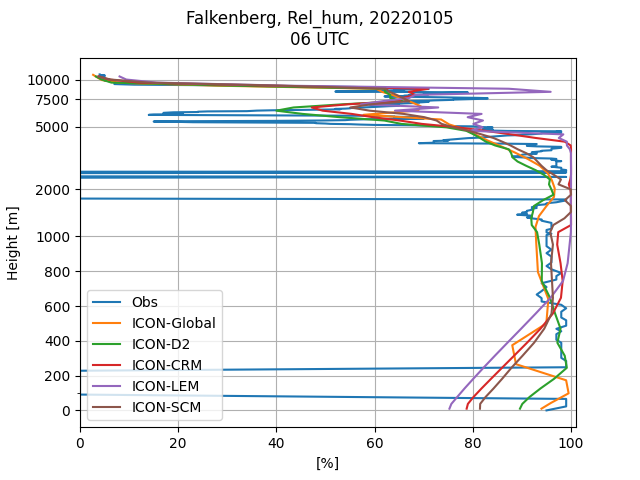 Falkenberg, Rel_hum, 20220105
06 UTC
10000
7500
5000
2000
1000
800
600
400
200
0
Height [m]
Obs
ICON-Global
ICON-D2
ICON-CRM
ICON-LEM
ICON-SCM
0 20 40 60 80 100
[%]